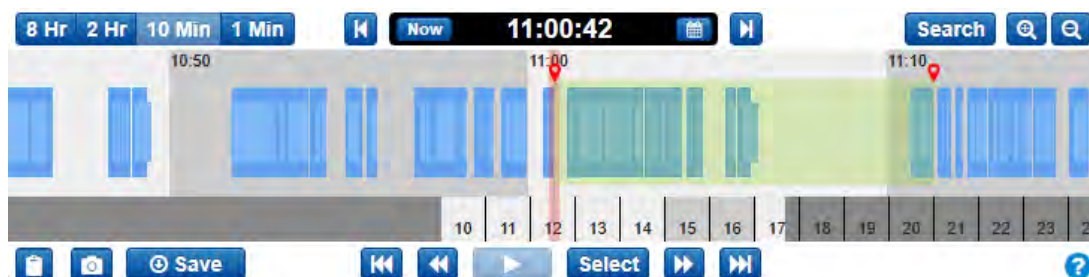 8 Hr 2 Hr 10 Min 1 Min Now 11:00:42 Search
10:50 11:00 11:10
10 11 12 13 14 15 16 17 18 19 20 21 22 23 2
Save Select ?